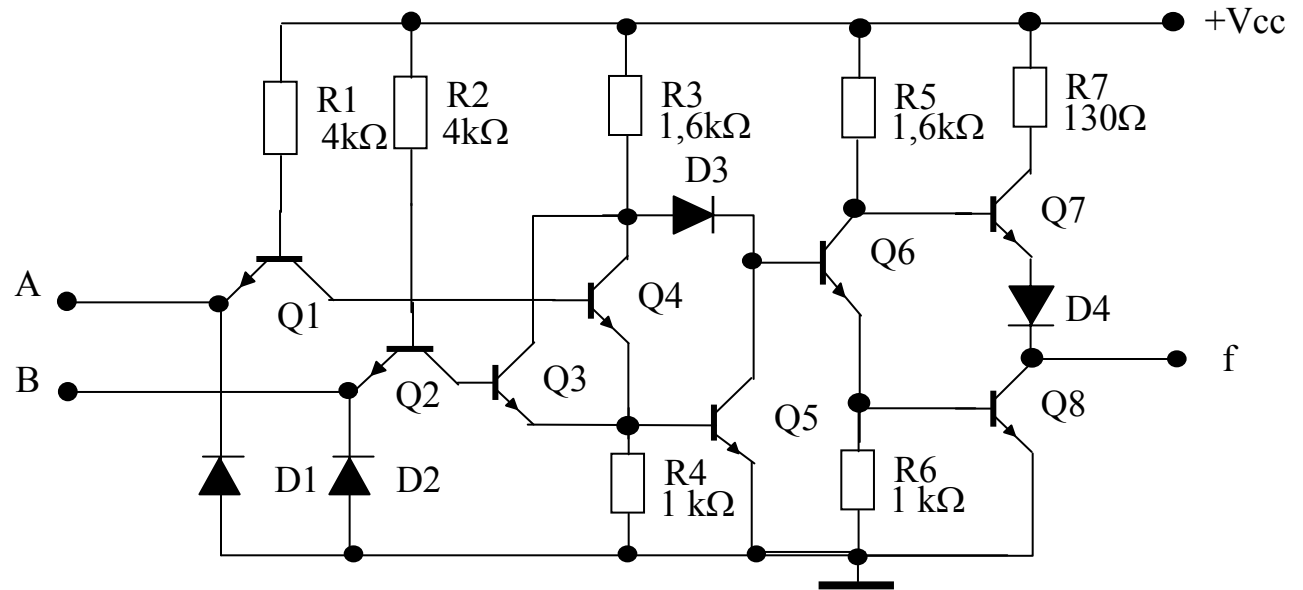 +Vcc
R1
4kΩ
R2
4kΩ
R3
1,6kΩ
R5
1,6kΩ
R7
130Ω
D3
Q7
Q6
A
Q1
Q4
D4
B
Q2
Q3
f
Q5
Q8
D1
D2
R4
1 kΩ
R6
1 kΩ